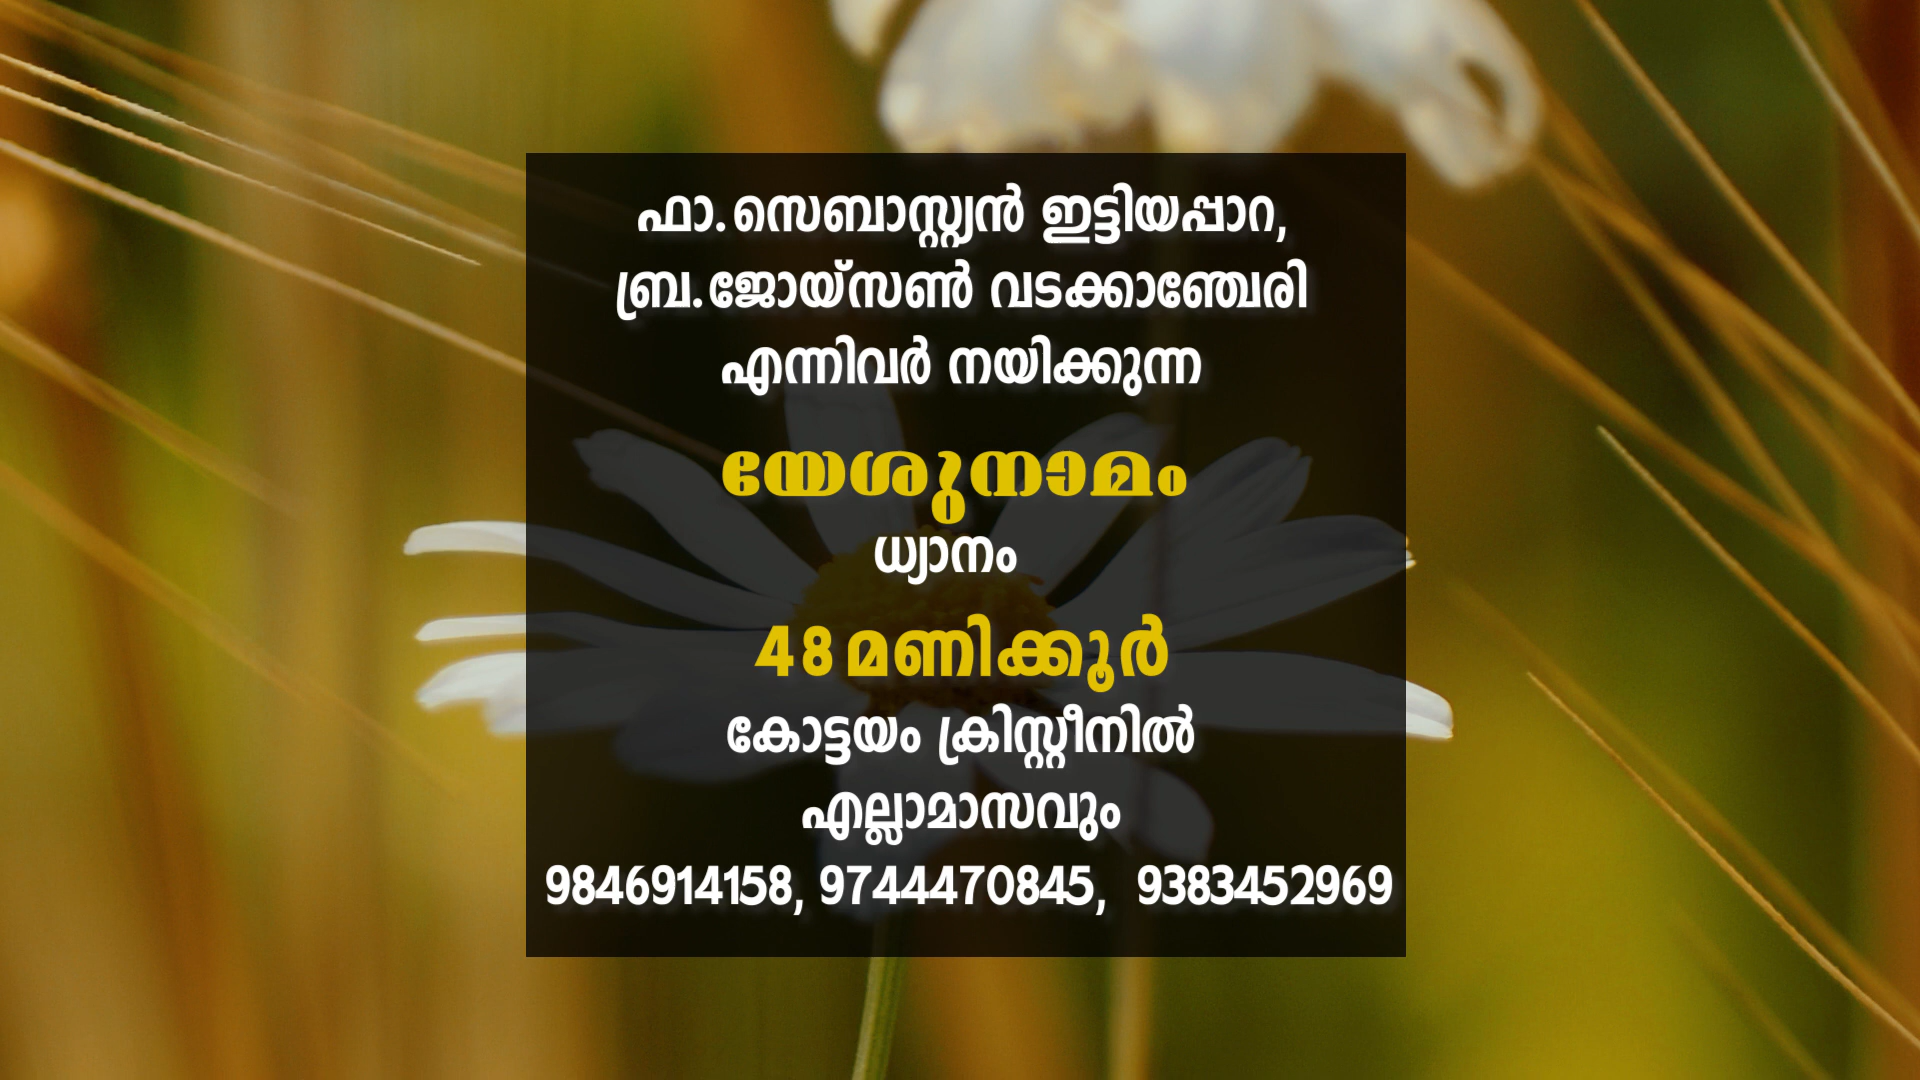 ഫാ. സെബാസ്റ്റ്യൻ ഇട്ടിയപ്പാറ,
ബ്ര. ജോയ്സൺ വടക്കാഞ്ചേരി
എന്നിവർ നയിക്കുന്ന
യേശുനാമം
ധ്യാനം
48 മണിക്കൂർ
കോട്ടയം ക്രിസ്റ്റീനിൽ
എല്ലാമാസവും
9846914158, 9744470845, 9383452969